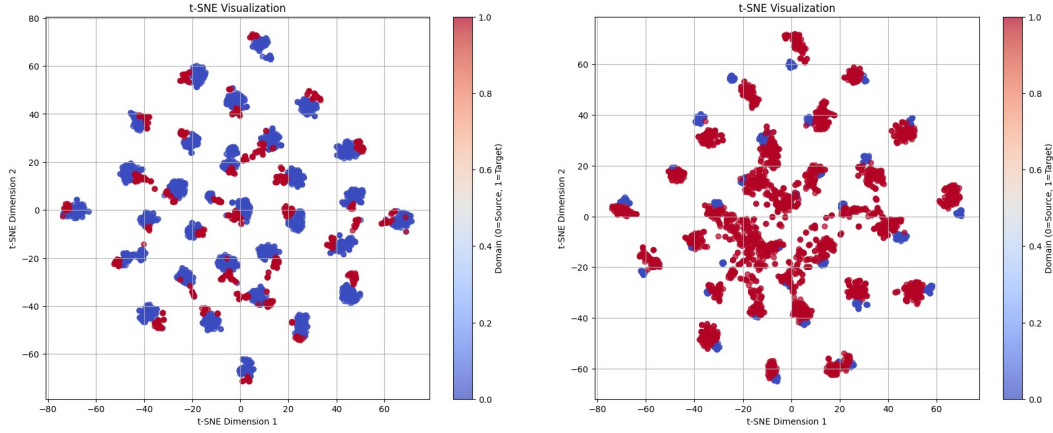 t-SNE Visualization
80
60
40
20
0
−20
−40
−60
t-SNE Dimension 2
−80 −60 −40 −20 0 20 40 60
t-SNE Dimension 1
1.0
0.8
0.6
0.4
0.2
0.0
Domain (0=Source, 1=Target)
t-SNE Visualization
60
40
20
0
−20
−40
−60
t-SNE Dimension 2
−80 −60 −40 −20 0 20 40 60
t-SNE Dimension 1
1.0
0.8
0.6
0.4
0.2
0.0
Domain (0=Source, 1=Target)